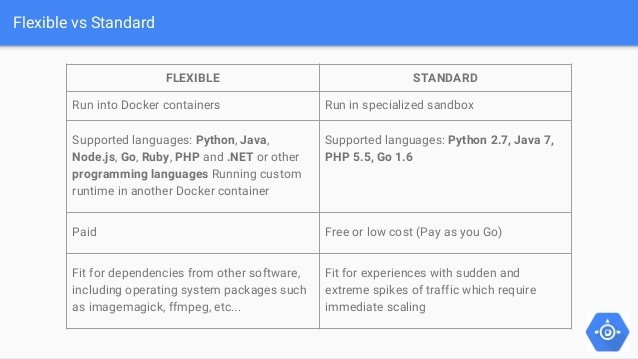 Flexible vs Standard
FLEXIBLE
STANDARD
Run into Docker containers
Run in specialized sandbox
Supported languages: Python, Java,
Node.js, Go, Ruby, PHP and .NET or other
programming languages Running custom
runtime in another Docker container
Supported languages: Python 2.7, Java 7,
PHP 5.5, Go 1.6
Paid
Free or low cost (Pay as you Go)
Fit for dependencies from other software,
including operating system packages such
as imagemagick, ffmpeg, etc...
Fit for experiences with sudden and
extreme spikes of traffic which require
immediate scaling